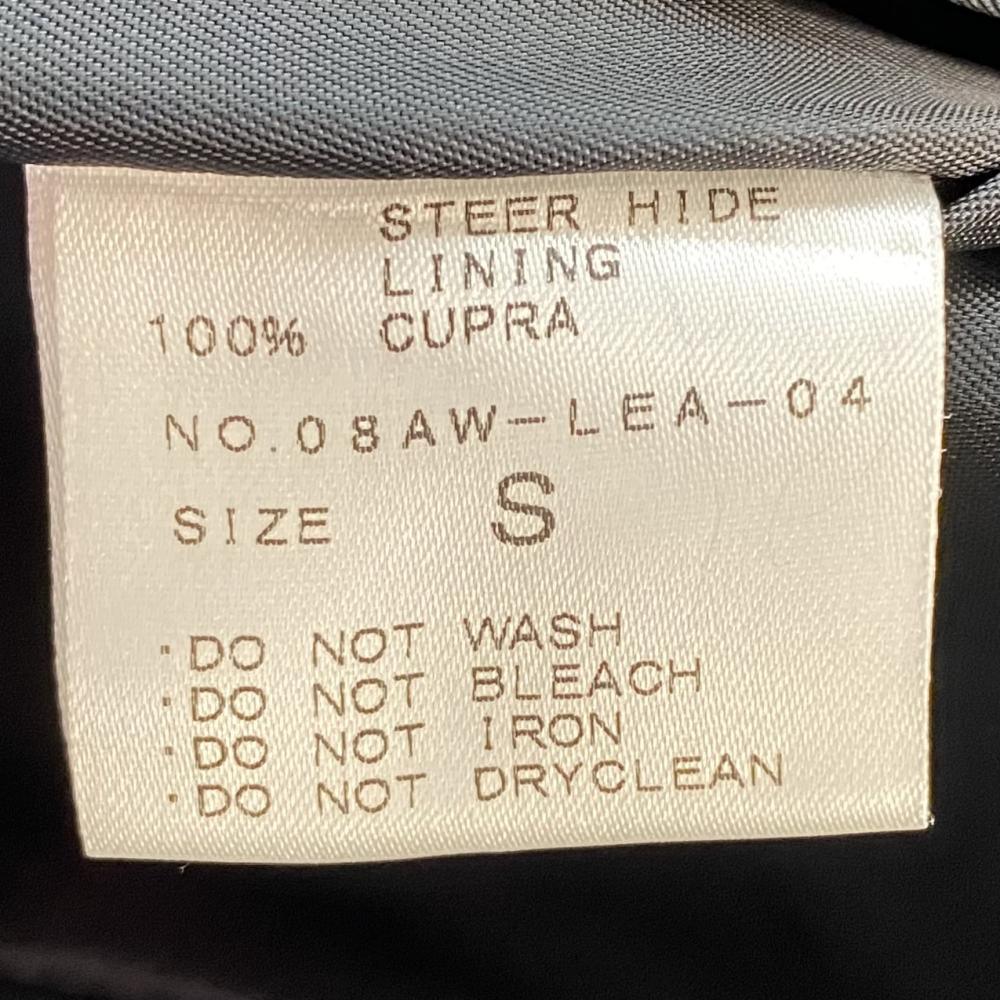 STEER HIDE
LINING
100% CUPRA
NO.08AW-LEA-04
SIZE S
・DO NOT WASH
・DO NOT BLEACH
・DO NOT IRON
・DO NOT DRYCLEAN